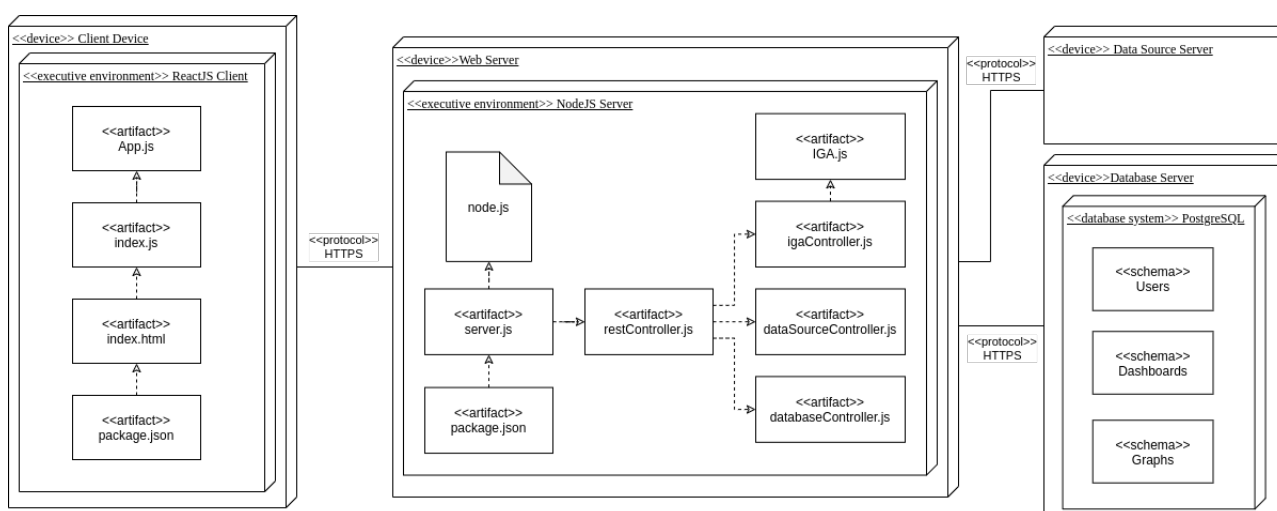 <<device>> Client Device
<<executive environment>> ReactJS Client
<<artifact>>
App.js
<<artifact>>
index.js
<<artifact>>
index.html
<<artifact>>
package.json
<<protocol>>
HTTPS
<<device>>Web Server
<<executive environment>> NodeJS Server
node.js
<<artifact>>
server.js
<<artifact>>
package.json
<<artifact>>
restController.js
<<artifact>>
IGA.js
<<artifact>>
igaController.js
<<artifact>>
dataSourceController.js
<<artifact>>
databaseController.js
<<protocol>>
HTTPS
<<device>> Data Source Server
<<protocol>>
HTTPS
<<device>>Database Server
<<database system>> PostgreSQL
<<schema>>
Users
<<schema>>
Dashboards
<<schema>>
Graphs